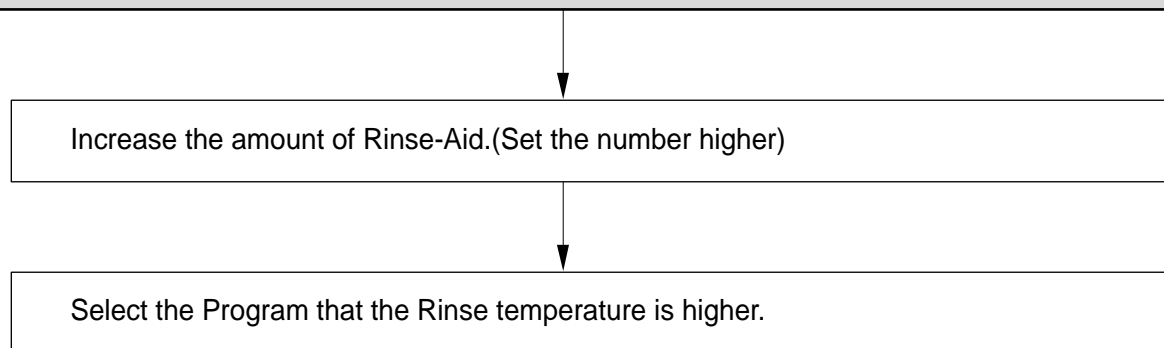 Increase the amount of Rinse-Aid.(Set the number higher)
Select the Program that the Rinse temperature is higher.